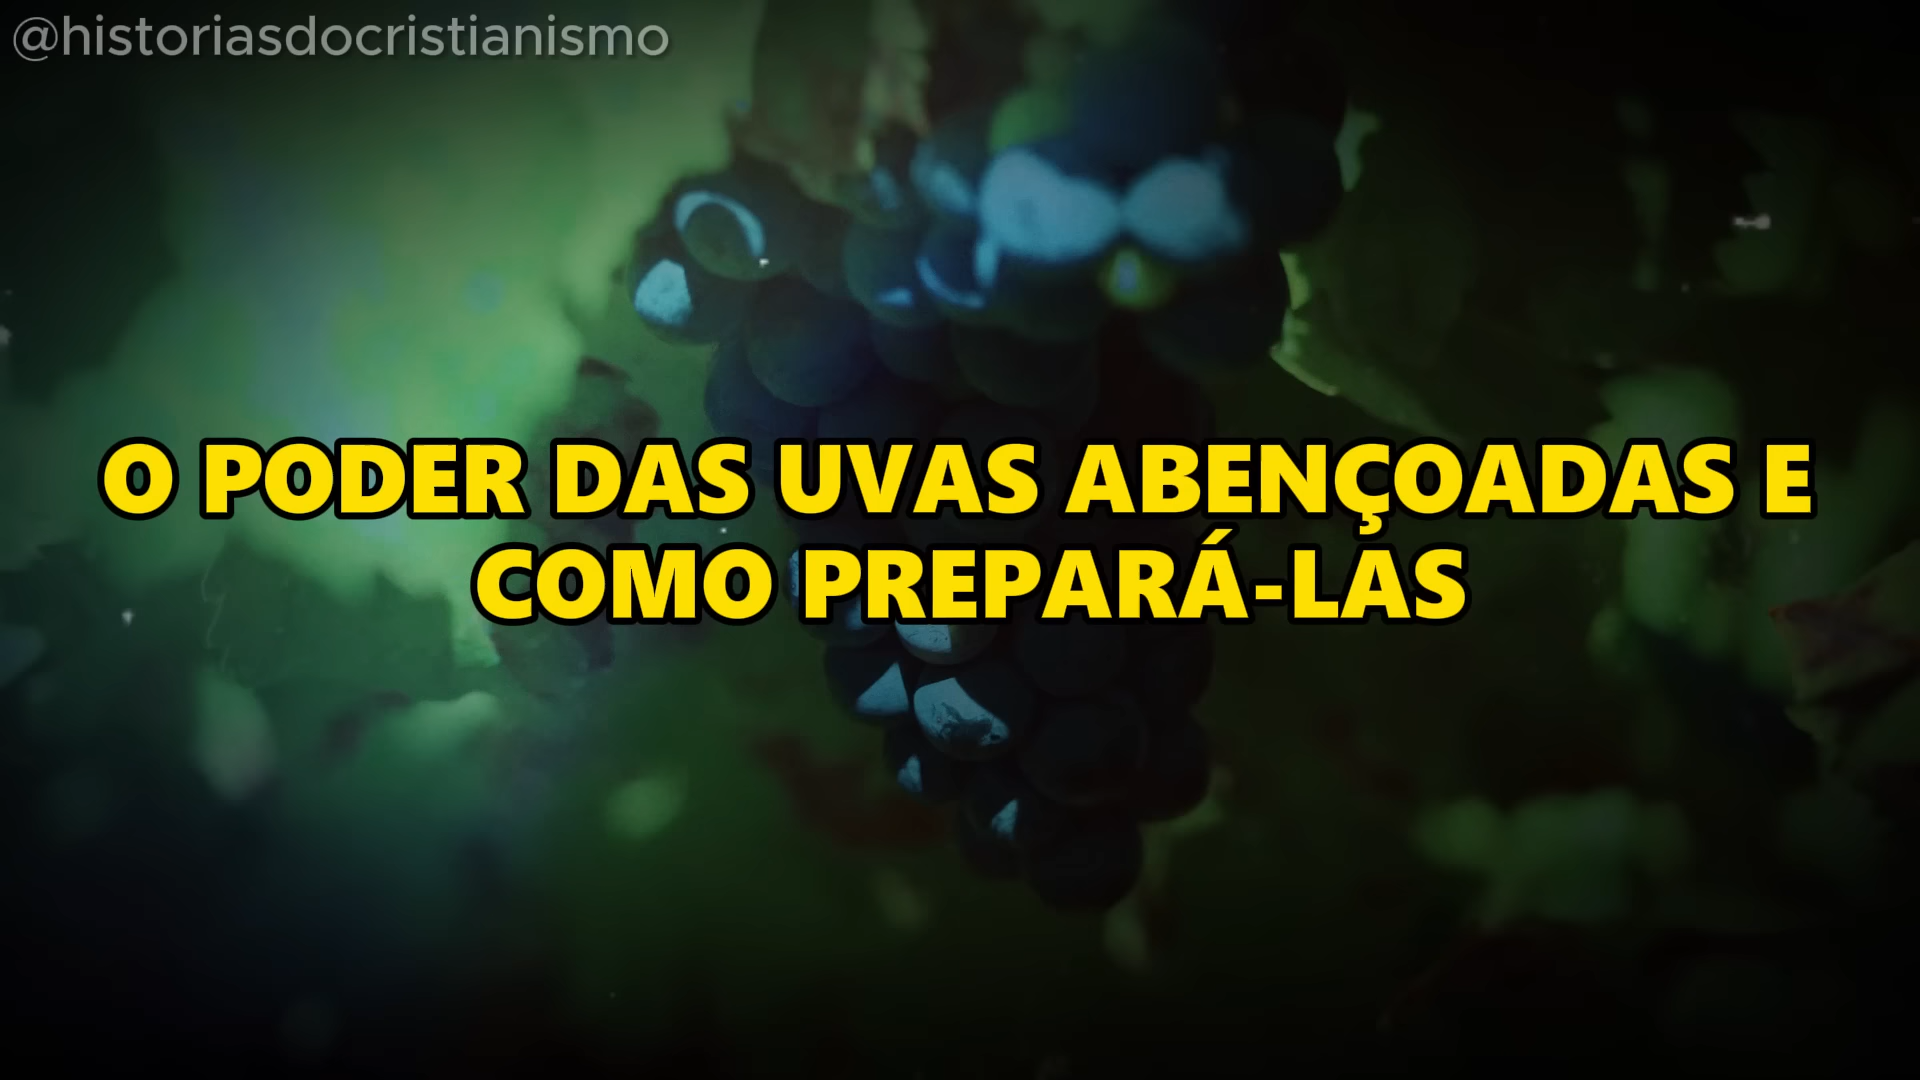 @historiasdocristianismo
O PODER DAS UVAS ABENÇOADAS E
COMO PREPARÁ-LAS